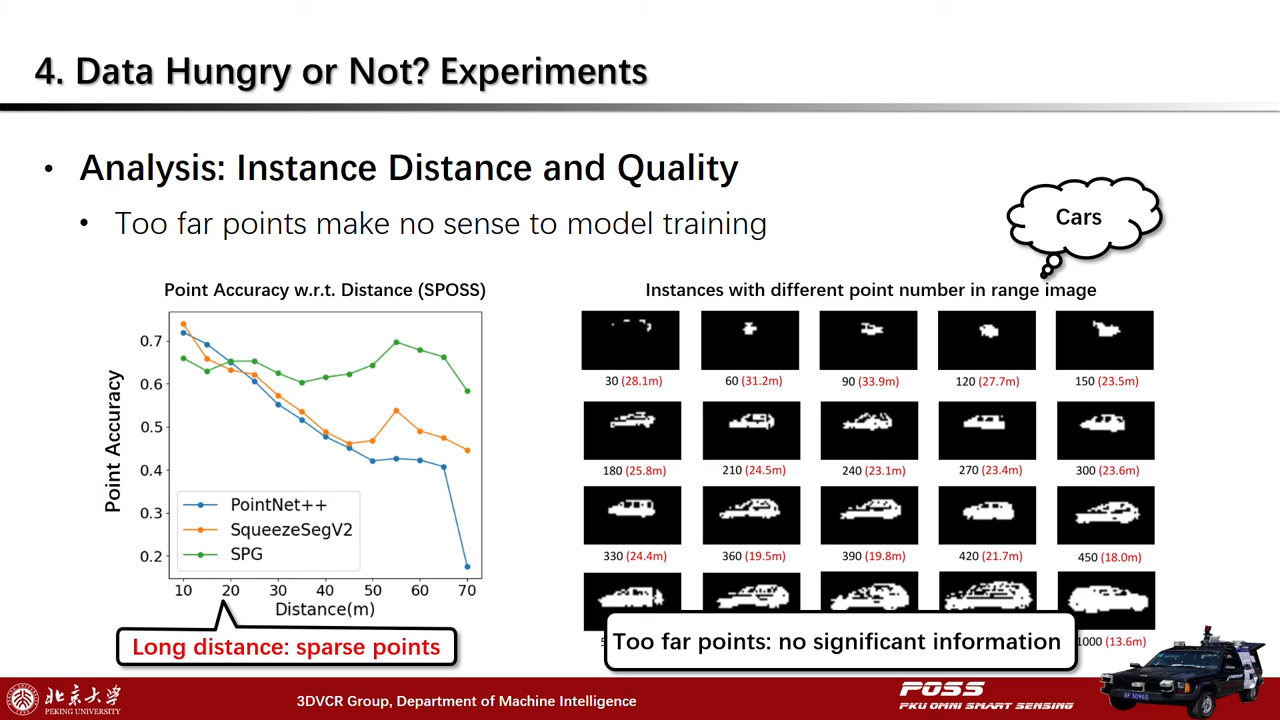 4. Data Hungry or Not? Experiments
• Analysis: Instance Distance and Quality
• Too far points make no sense to model training
Cars
Point Accuracy w.r.t. Distance (SPOSS)
Point Accuracy
0.7
0.6
0.5
0.4
0.3
0.2
PointNet++
SqueezeSegV2
SPG
10 20 30 40 50 60 70
Distance(m)
Long distance: sparse points
Instances with different point number in range image
30 (28.1m) 60 (31.2m) 90 (33.9m) 120 (27.7m) 150 (23.5m)
180 (25.8m) 210 (24.5m) 240 (23.1m) 270 (23.4m) 300 (23.6m)
330 (24.4m) 360 (19.5m) 390 (19.8m) 420 (21.7m) 450 (18.0m)
1000 (13.6m)
Too far points: no significant information
北京大学
PEKING UNIVERSITY
3DVCR Group, Department of Machine Intelligence
POSS
PKU OMNI SMART SENSING